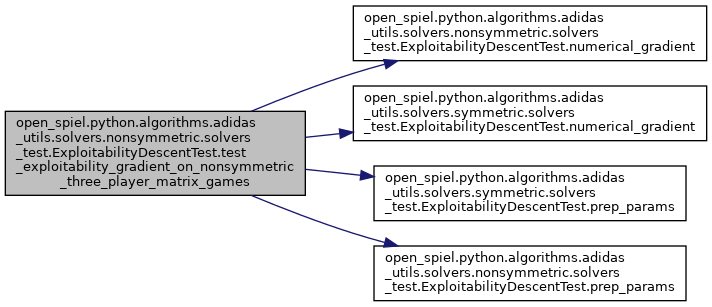 open_spiel.python.algorithms.adidas
_utils.solvers.nonsymmetric.solvers
_test.ExploitabilityDescentTest.test
_exploitability_gradient_on_nonsymmetric
_three_player_matrix_games
open_spiel.python.algorithms.adidas
_utils.solvers.nonsymmetric.solvers
_test.ExploitabilityDescentTest.numerical_gradient
open_spiel.python.algorithms.adidas
_utils.solvers.symmetric.solvers
_test.ExploitabilityDescentTest.numerical_gradient
open_spiel.python.algorithms.adidas
_utils.solvers.symmetric.solvers
_test.ExploitabilityDescentTest.prep_params
open_spiel.python.algorithms.adidas
_utils.solvers.nonsymmetric.solvers
_test.ExploitabilityDescentTest.prep_params